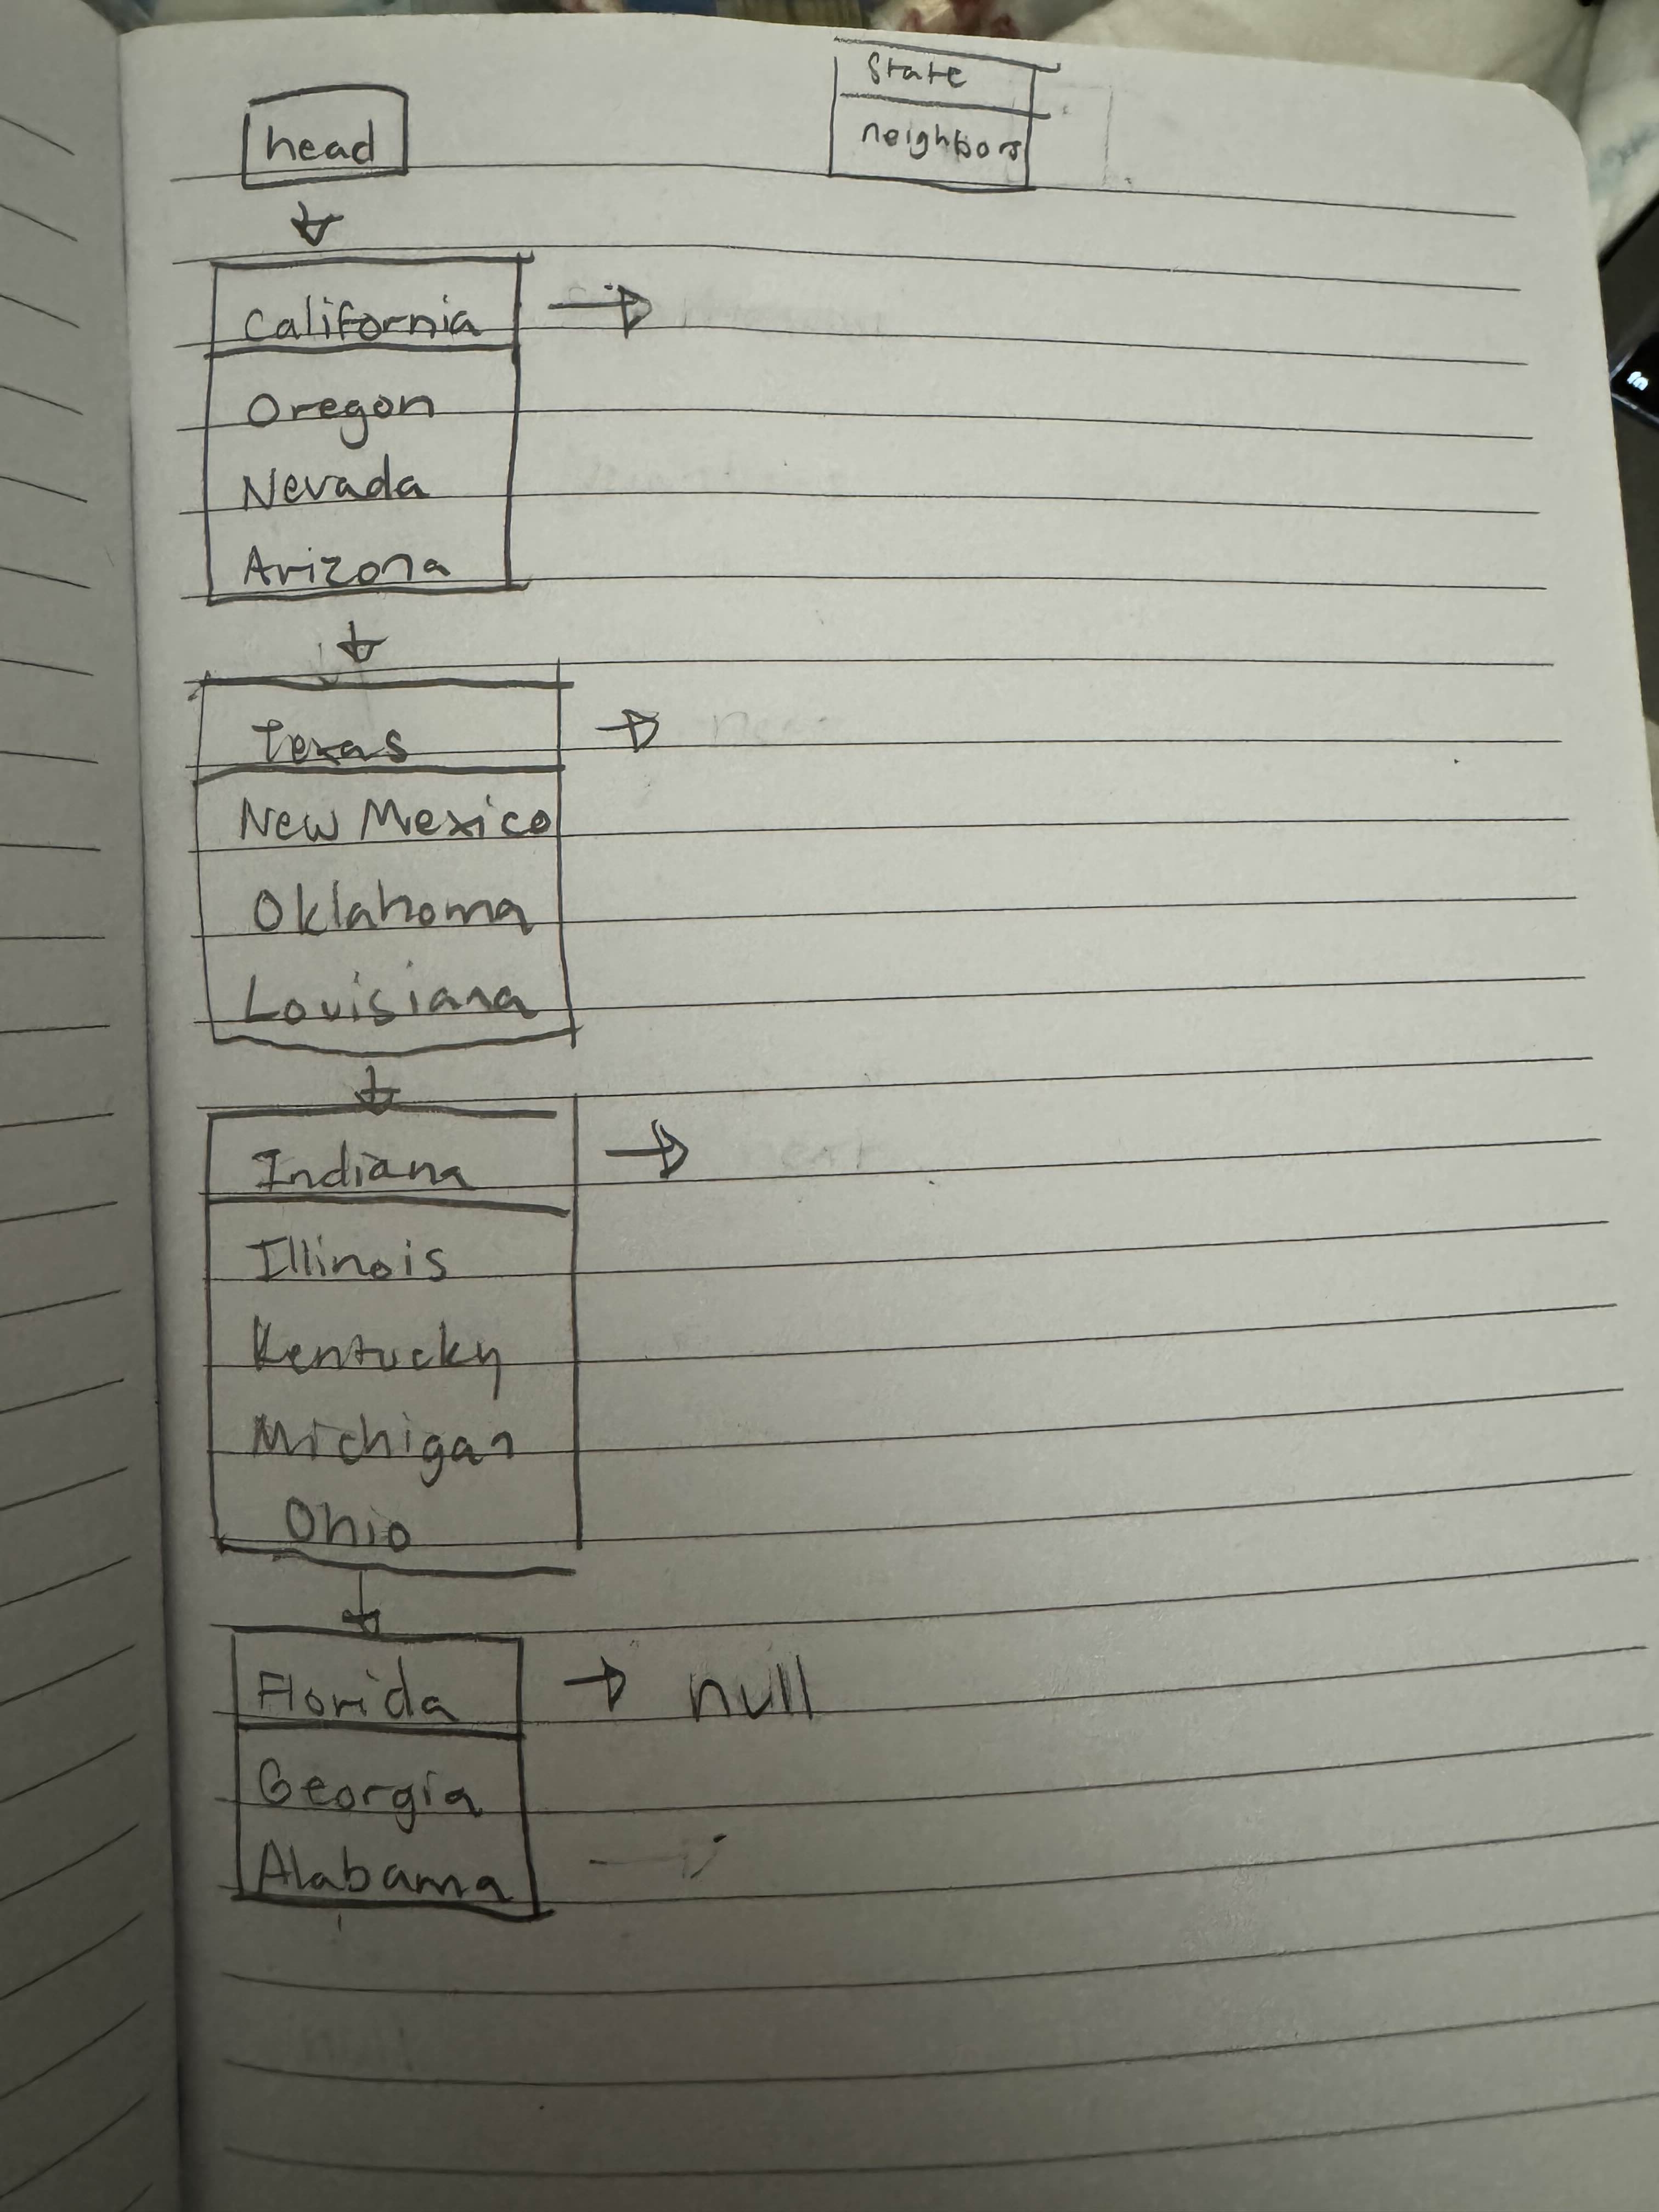 head
State
neighbors
California
Oregon
Nevada
Arizona
Texas
New Mexico
Oklahoma
Louisiana
Indiana
Illinois
Kentucky
Michigan
Ohio
Florida → null
Georgia
Alabama